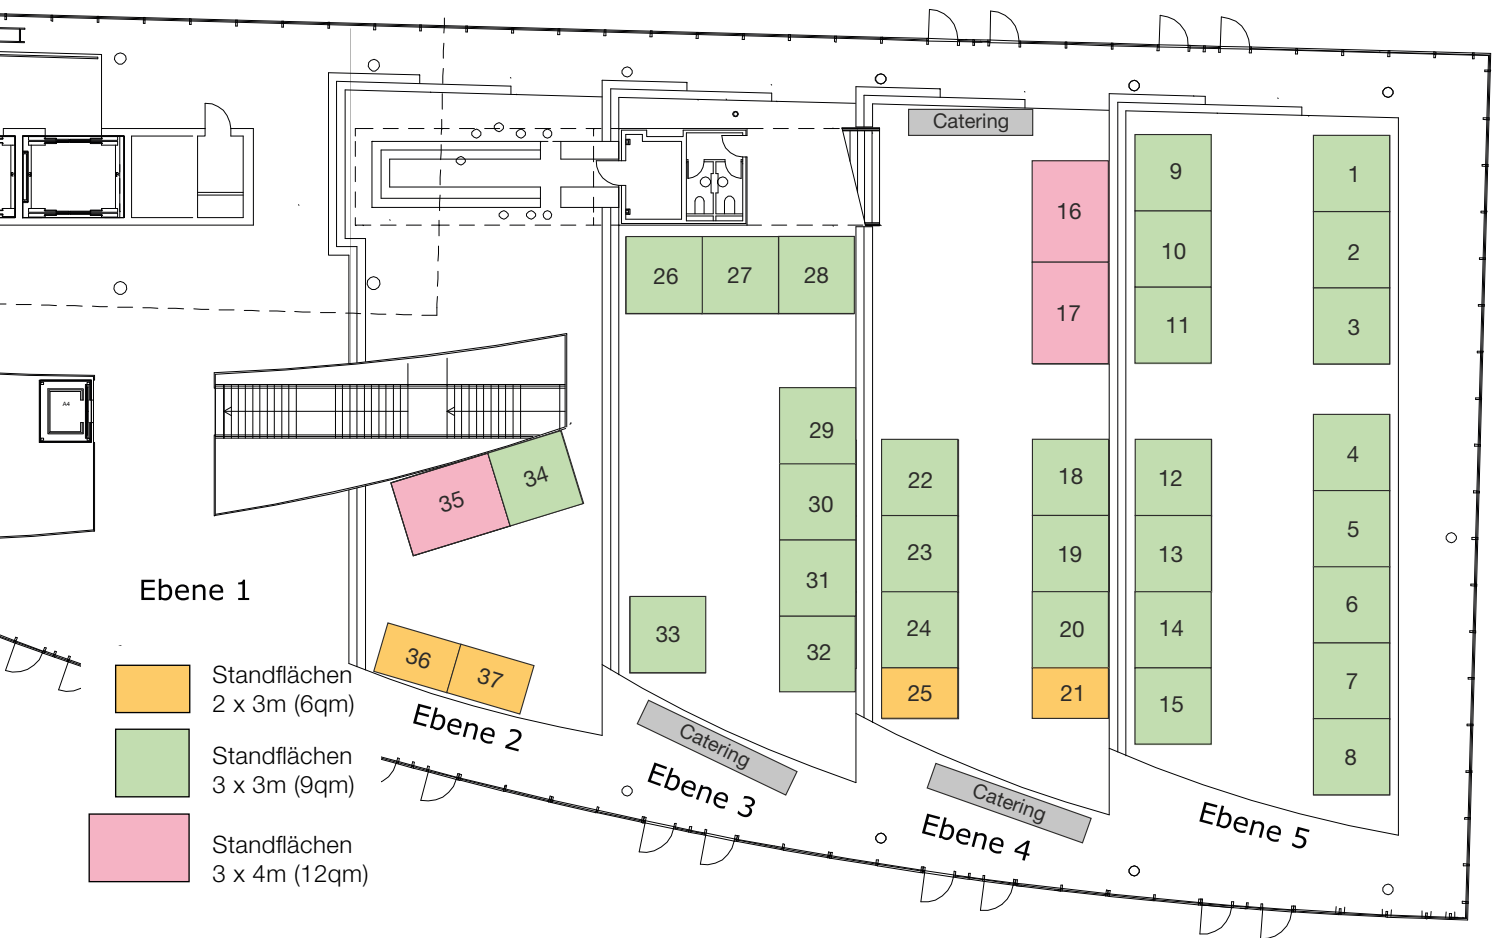 Catering
9
1
16
10
2
26
27
28
17
11
3
A4
29
22
18
12
4
35
34
30
23
19
13
5
31
6
Ebene 1
33
32
24
20
14
36
37
25
21
15
7
8
Standflächen
2 x 3m (6qm)
Standflächen
3 x 3m (9qm)
Standflächen
3 x 4m (12qm)
Ebene 2
Catering
Ebene 3
Catering
Ebene 4
Ebene 5